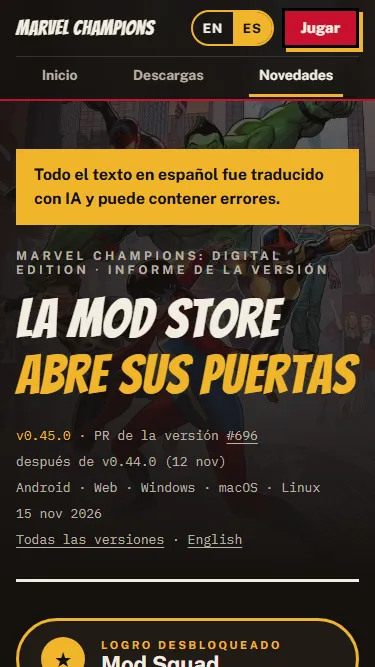 MARVEL CHAMPIONS
EN ES
Jugar
Inicio Descargas Novedades
Todo el texto en español fue traducido
con IA y puede contener errores.
MARVEL CHAMPIONS: DIGITAL
EDITION · INFORME DE LA VERSIÓN
LA MOD STORE
ABRE SUS PUERTAS
v0.45.0 · PR de la versión #696
después de v0.44.0 (12 nov)
Android · Web · Windows · macOS · Linux
15 nov 2026
Todas las versiones · English
LOGRO DESBLOQUEADO
Mod Squad